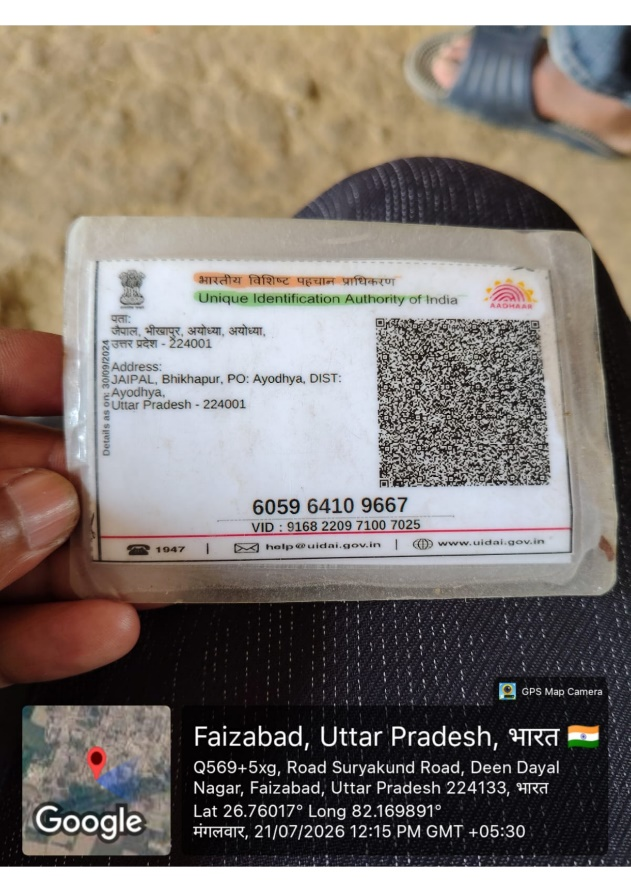 भारतीय विशिष्ट पहचान प्राधिकरण
Unique Identification Authority of India
AADHAAR
Details as on: 30/09/2024
पता:
जैपाल, भीखापुर, अयोध्या, अयोध्या,
उत्तर प्रदेश - 224001
Address:
JAIPAL, Bhikhapur, PO: Ayodhya, DIST:
Ayodhya,
Uttar Pradesh - 224001
6059 6410 9667
VID : 9168 2209 7100 7025
1947 | help@uidai.gov.in | www.uidai.gov.in
GPS Map Camera
Google
Faizabad, Uttar Pradesh, भारत
Q569+5xg, Road Suryakund Road, Deen Dayal
Nagar, Faizabad, Uttar Pradesh 224133, भारत
Lat 26.76017° Long 82.169891°
मंगलवार, 21/07/2026 12:15 PM GMT +05:30